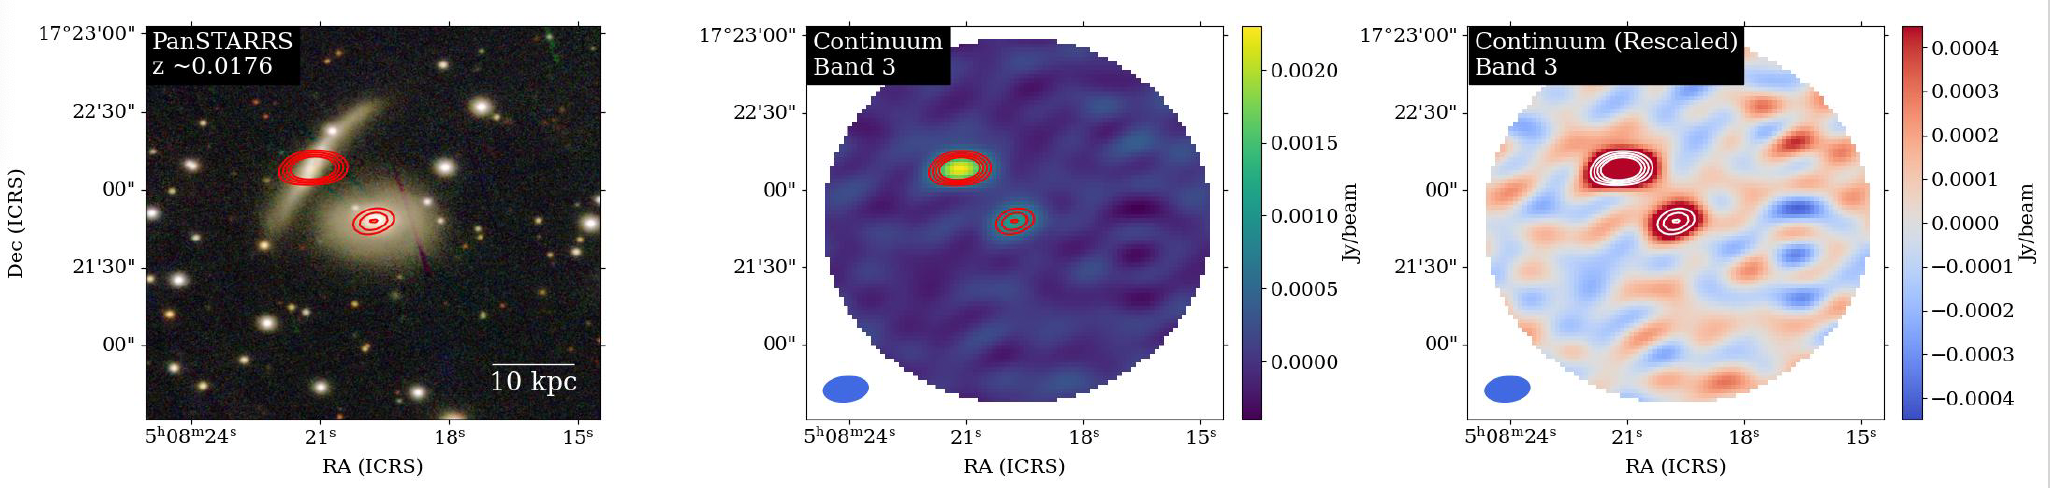 PanSTARRS
z ~0.0176
17°23'00"
22'30"
00"
21'30"
00"
Dec (ICRS)
10 kpc
5ʰ08ᵐ24ˢ
21ˢ
18ˢ
15ˢ
RA (ICRS)
Continuum
Band 3
17°23'00"
22'30"
00"
21'30"
00"
5ʰ08ᵐ24ˢ
21ˢ
18ˢ
15ˢ
RA (ICRS)
0.0020
0.0015
0.0010
0.0005
0.0000
Jy/beam
Continuum (Rescaled)
Band 3
17°23'00"
22'30"
00"
21'30"
00"
5ʰ08ᵐ24ˢ
21ˢ
18ˢ
15ˢ
RA (ICRS)
0.0004
0.0003
0.0002
0.0001
0.0000
−0.0001
−0.0002
−0.0003
−0.0004
Jy/beam